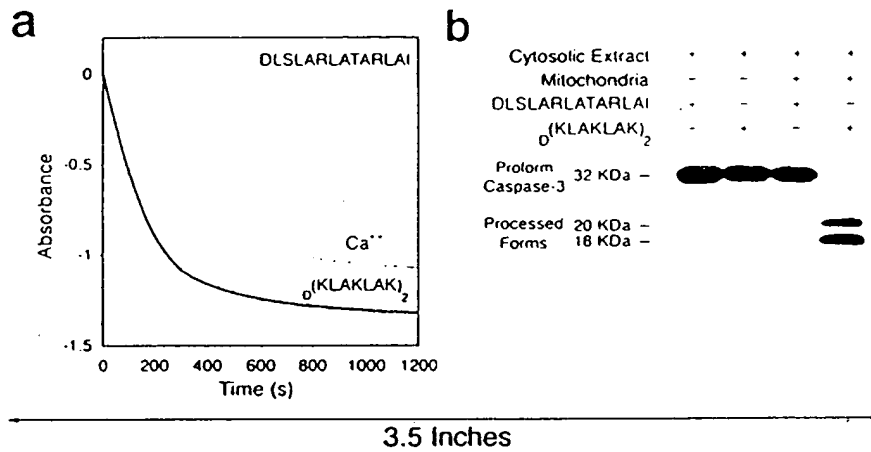 a
DLSLARLATARLAI
0
-0.5
-1
-1.5
Absorbance
Ca++
D(KLAKLAK)2
0 200 400 600 800 1000 1200
Time (s)
b
Cytosolic Extract + + + +
Mitochondria - - + +
DLSLARLATARLAI + - + -
D(KLAKLAK)2 - + - +
Proform
Caspase-3 32 KDa –
Processed 20 KDa –
Forms 18 KDa –
3.5 Inches